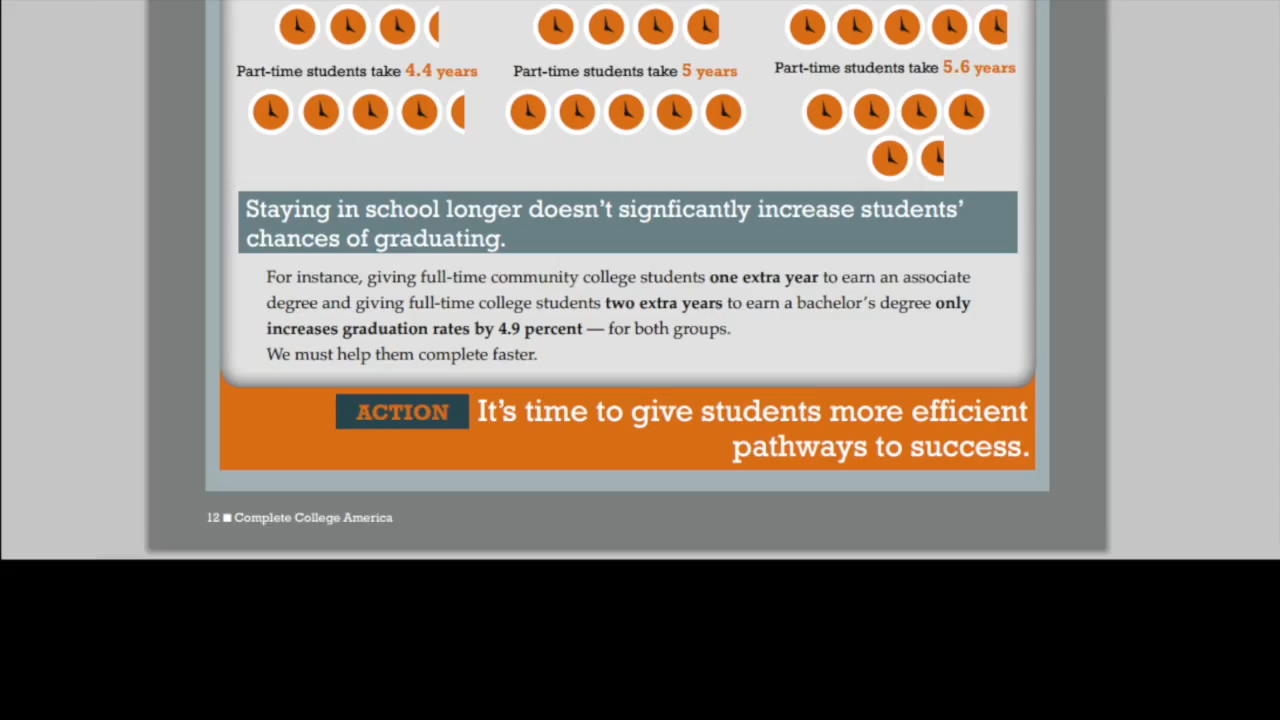 Part-time students take 4.4 years
Part-time students take 5 years
Part-time students take 5.6 years
Staying in school longer doesn’t signficantly increase students’
chances of graduating.
For instance, giving full-time community college students one extra year to earn an associate
degree and giving full-time college students two extra years to earn a bachelor’s degree only
increases graduation rates by 4.9 percent — for both groups.
We must help them complete faster.
ACTION It’s time to give students more efficient
pathways to success.
12 ■ Complete College America